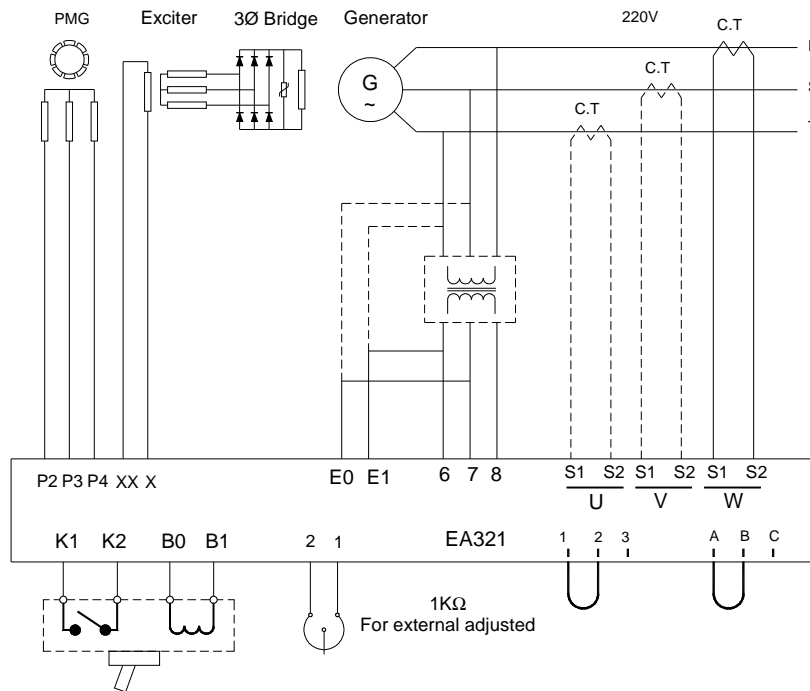 PMG Exciter 3Ø Bridge Generator 220V C.T
C.T
C.T
G
~
P2 P3 P4 XX X E0 E1 6 7 8 S1 S2 S1 S2 S1 S2
U V W
K1 K2 B0 B1 2 1 EA321 1 2 3 A B C
1KΩ
For external adjusted